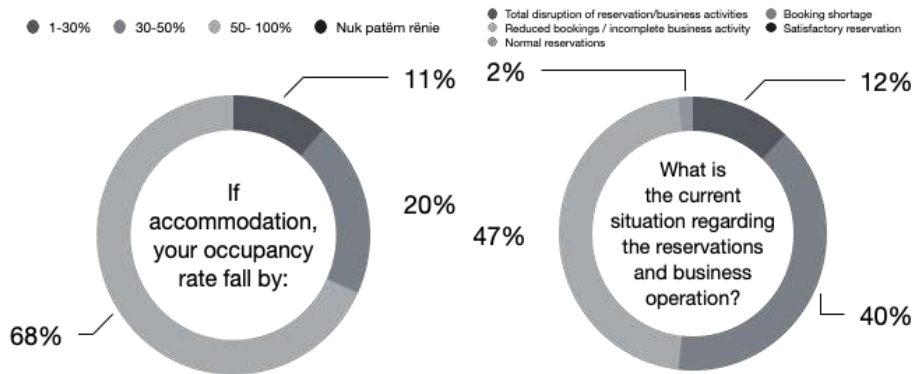 1-30% 30-50% 50- 100% Nuk patëm rënie
11%
20%
68%
If
accommodation,
your occupancy
rate fall by:
Total disruption of reservation/business activities Booking shortage
Reduced bookings / incomplete business activity Satisfactory reservation
Normal reservations
2%
12%
47%
40%
What is
the current
situation regarding
the reservations
and business
operation?